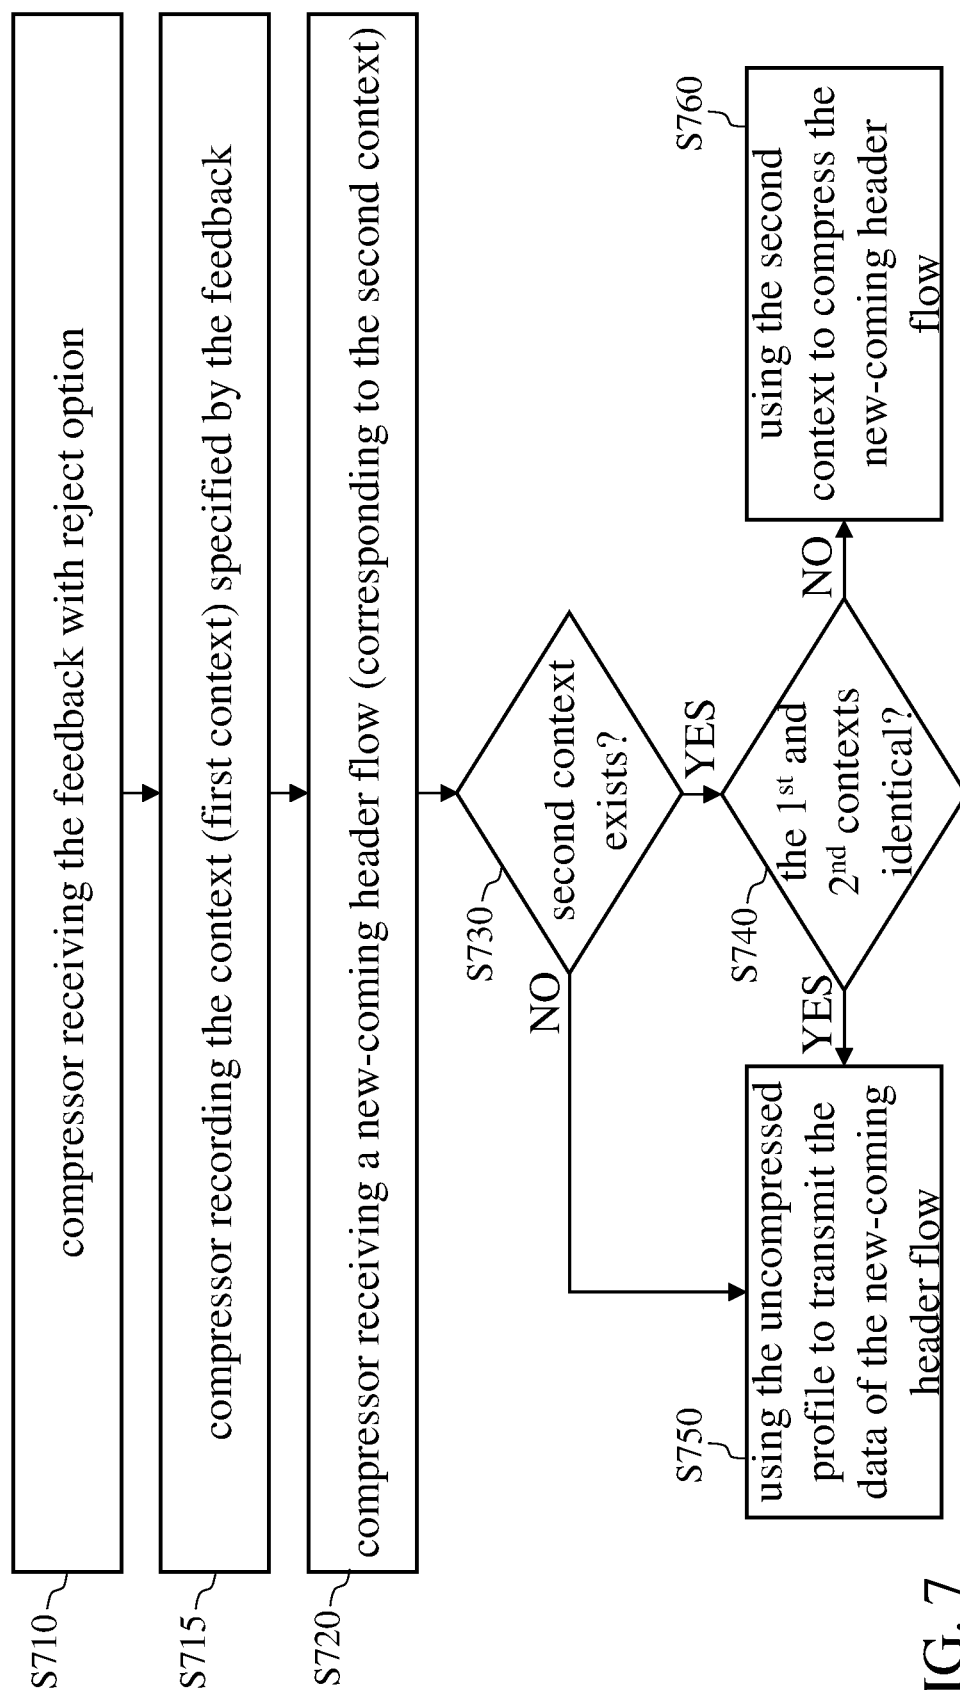 S710
compressor receiving the feedback with reject option
S715
compressor recording the context (first context) specified by the feedback
S720
compressor receiving a new-coming header flow (corresponding to the second context)
S730
second context
exists?
NO
YES
S740
the 1st and
2nd contexts
identical?
YES
NO
S750
using the uncompressed
profile to transmit the
data of the new-coming
header flow
S760
using the second
context to compress the
new-coming header
flow
IG. 7